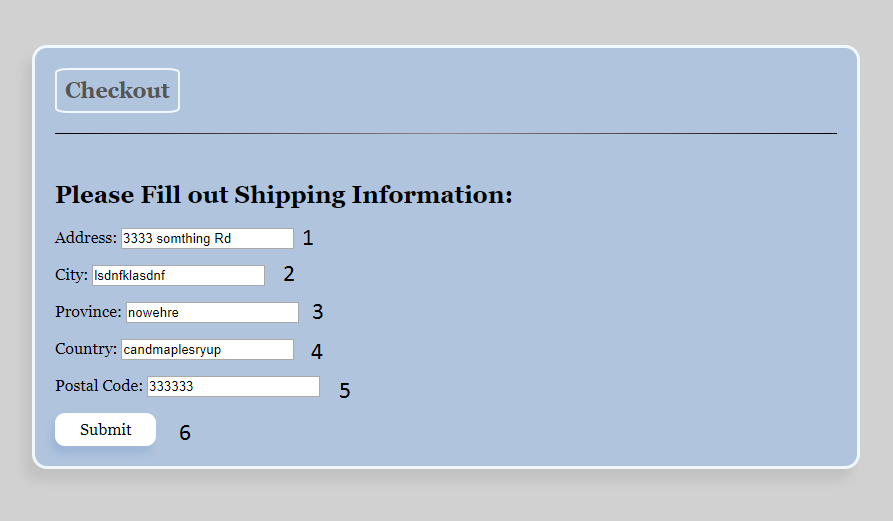 Checkout
Please Fill out Shipping Information:
Address: 3333 somthing Rd 1
City: lsdnfklasdnf 2
Province: nowehre 3
Country: candmaplesryup 4
Postal Code: 333333 5
Submit 6